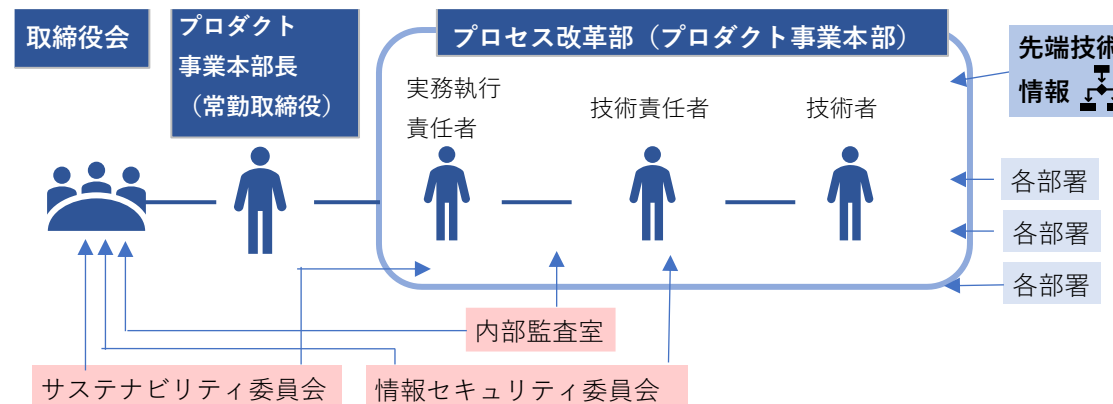 取締役会
プロダクト
事業本部長
（常勤取締役）
プロセス改革部（プロダクト事業本部）
先端技術
情報
実務執行
責任者
技術責任者
技術者
各部署
各部署
各部署
内部監査室
サステナビリティ委員会
情報セキュリティ委員会